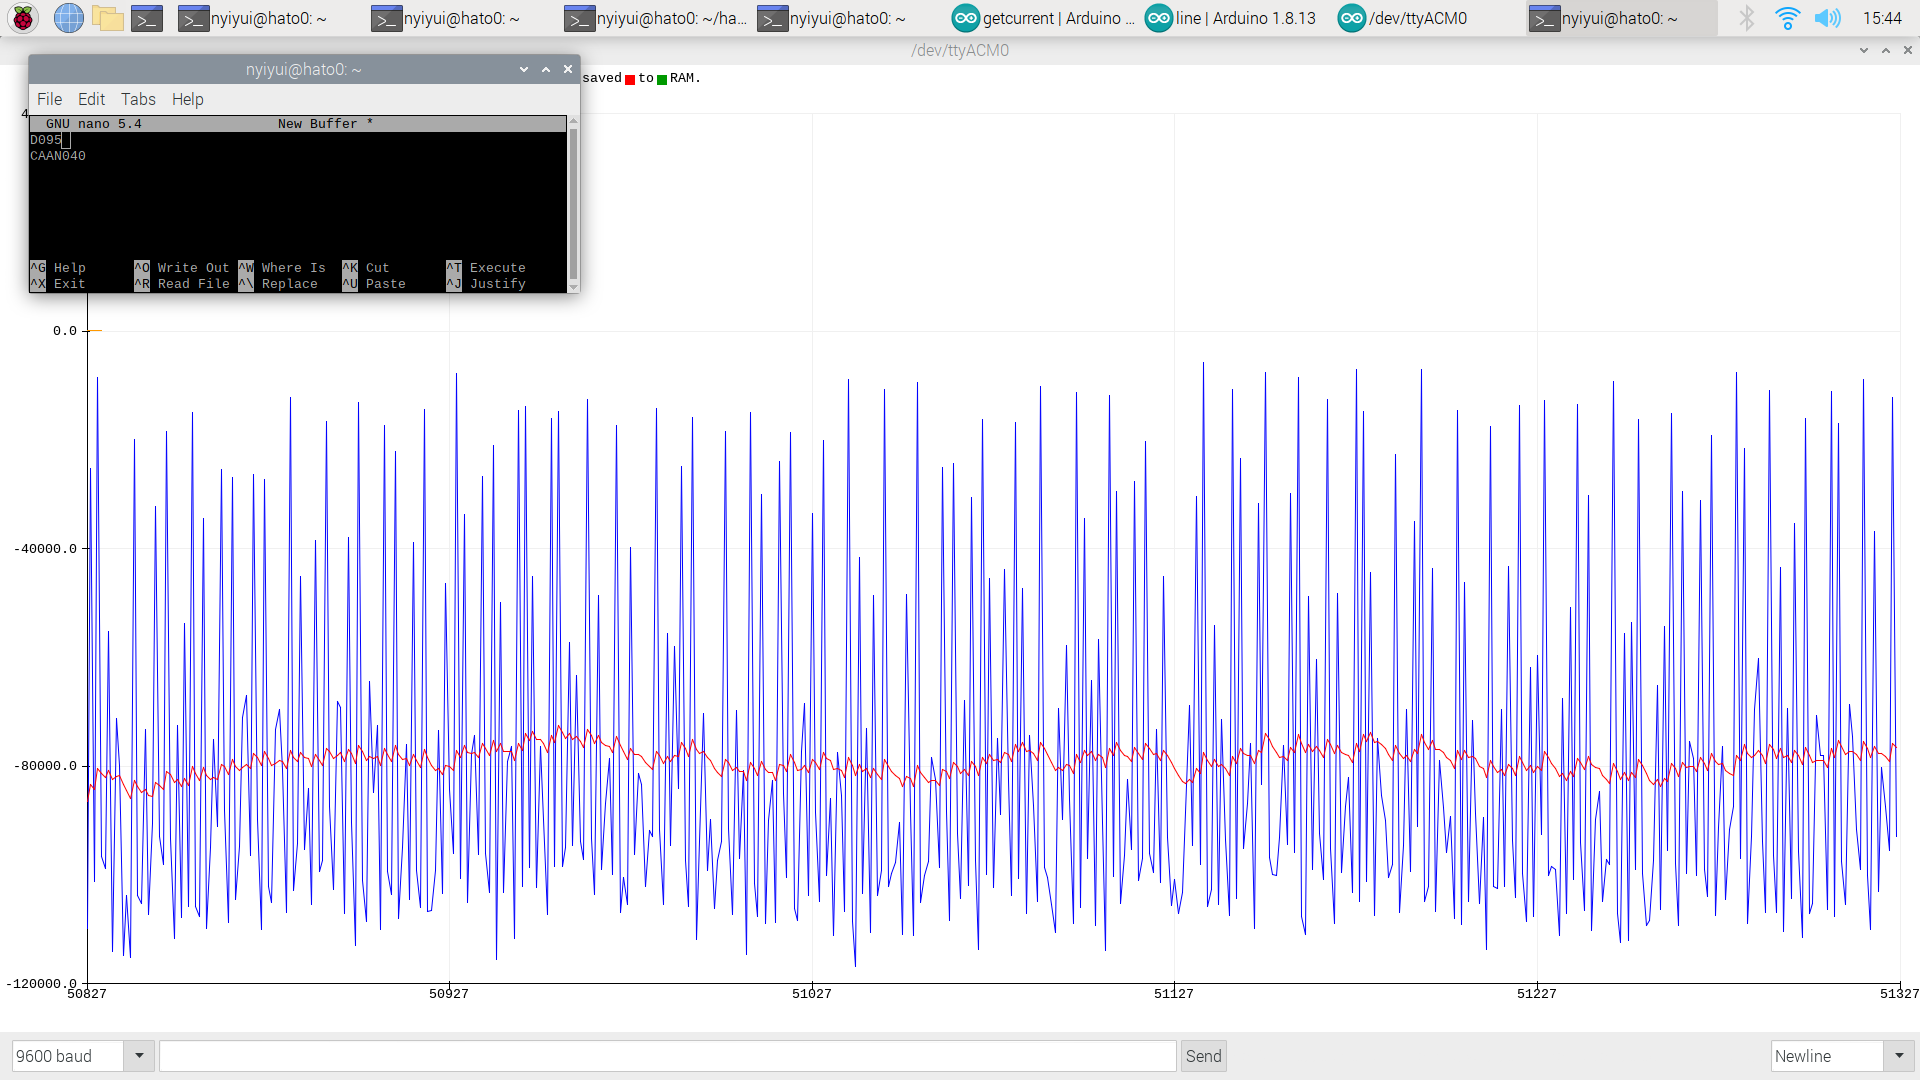 nyiyui@hato0: ~
nyiyui@hato0: ~
nyiyui@hato0: ~/ha...
nyiyui@hato0: ~
getcurrent | Arduino ...
line | Arduino 1.8.13
/dev/ttyACM0
nyiyui@hato0: ~
15:44
/dev/ttyACM0
nyiyui@hato0: ~
saved to RAM.
File Edit Tabs Help
GNU nano 5.4 New Buffer *
D095
CAAN040
^G Help ^O Write Out ^W Where Is ^K Cut ^T Execute
^X Exit ^R Read File ^\ Replace ^U Paste ^J Justify
4
0.0
-40000.0
-80000.0
-120000.0
50827 50927 51027 51127 51227 51327
9600 baud Send Newline